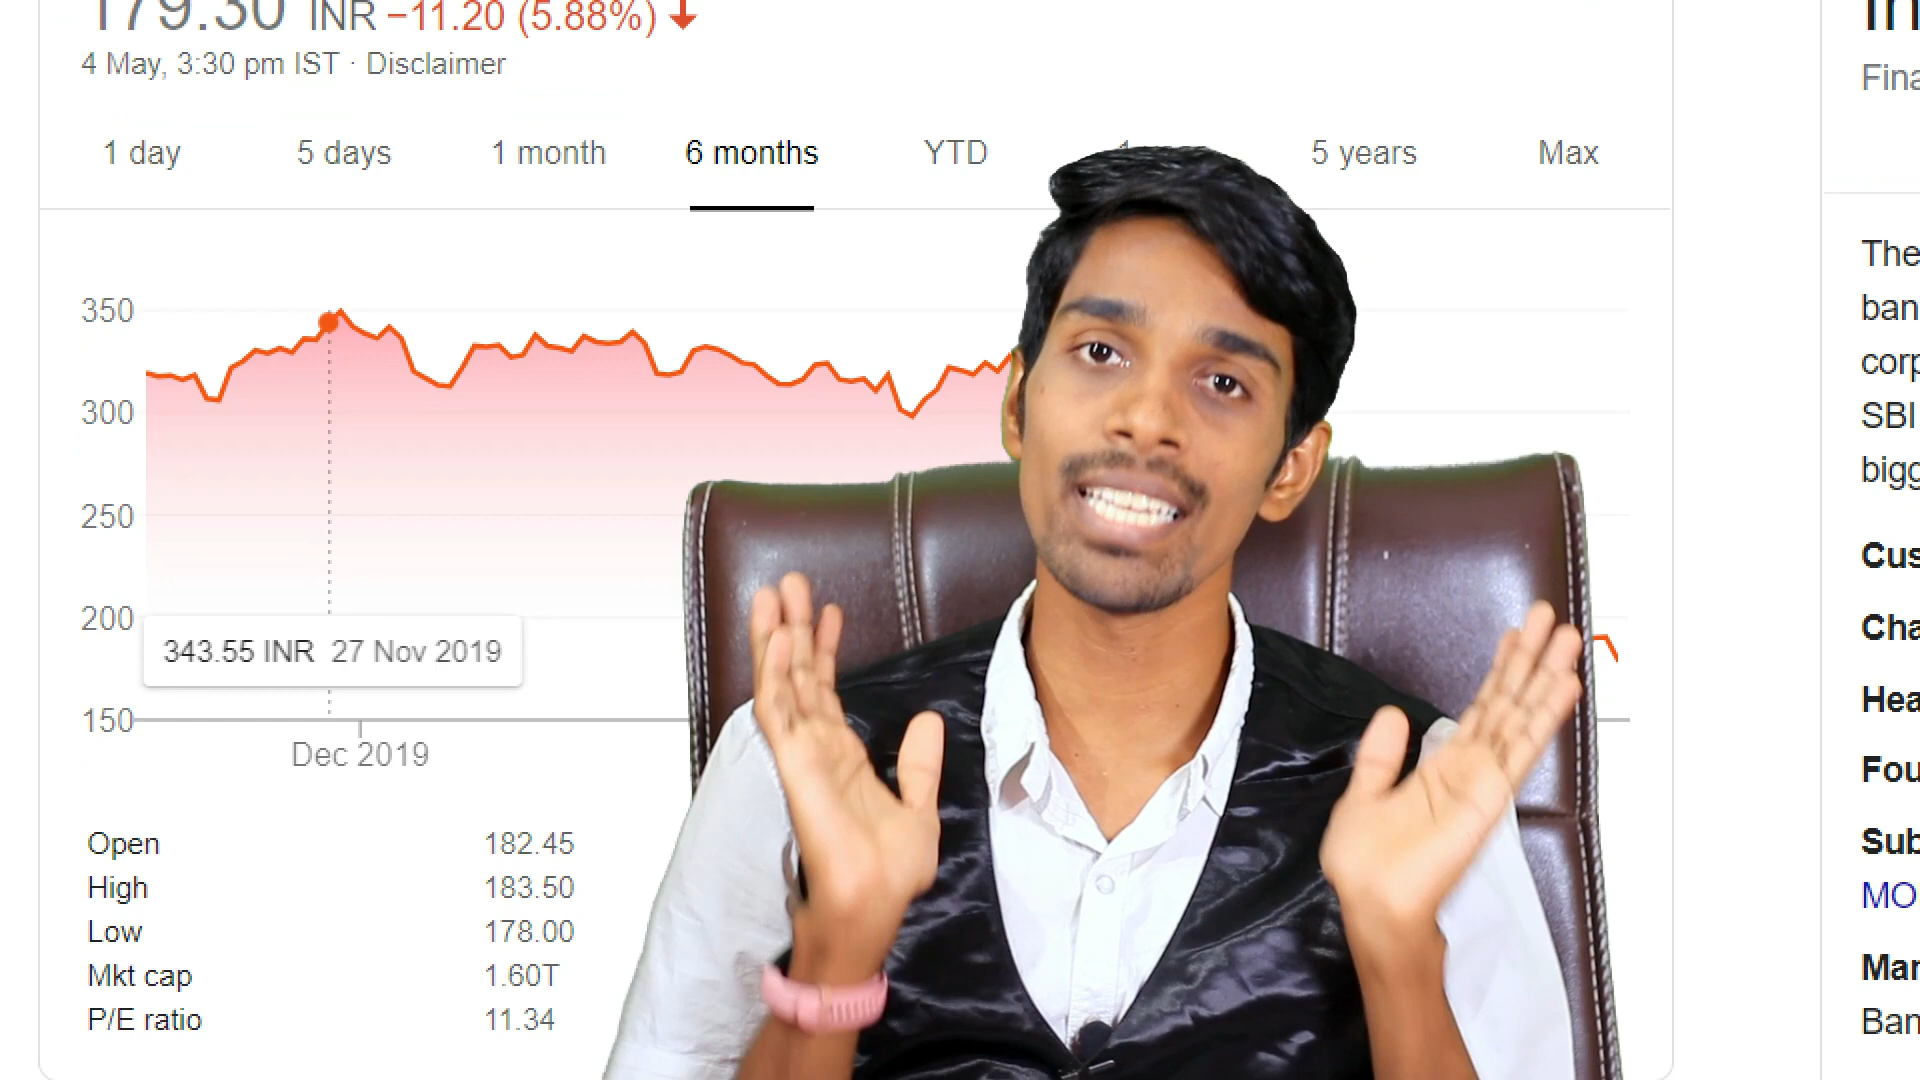 179.30 INR −11.20 (5.88%)
4 May, 3:30 pm IST · Disclaimer
1 day 5 days 1 month 6 months YTD 5 years Max
350
300
250
200
150
343.55 INR 27 Nov 2019
Dec 2019
Open 182.45
High 183.50
Low 178.00
Mkt cap 1.60T
P/E ratio 11.34
The
SBI
MO